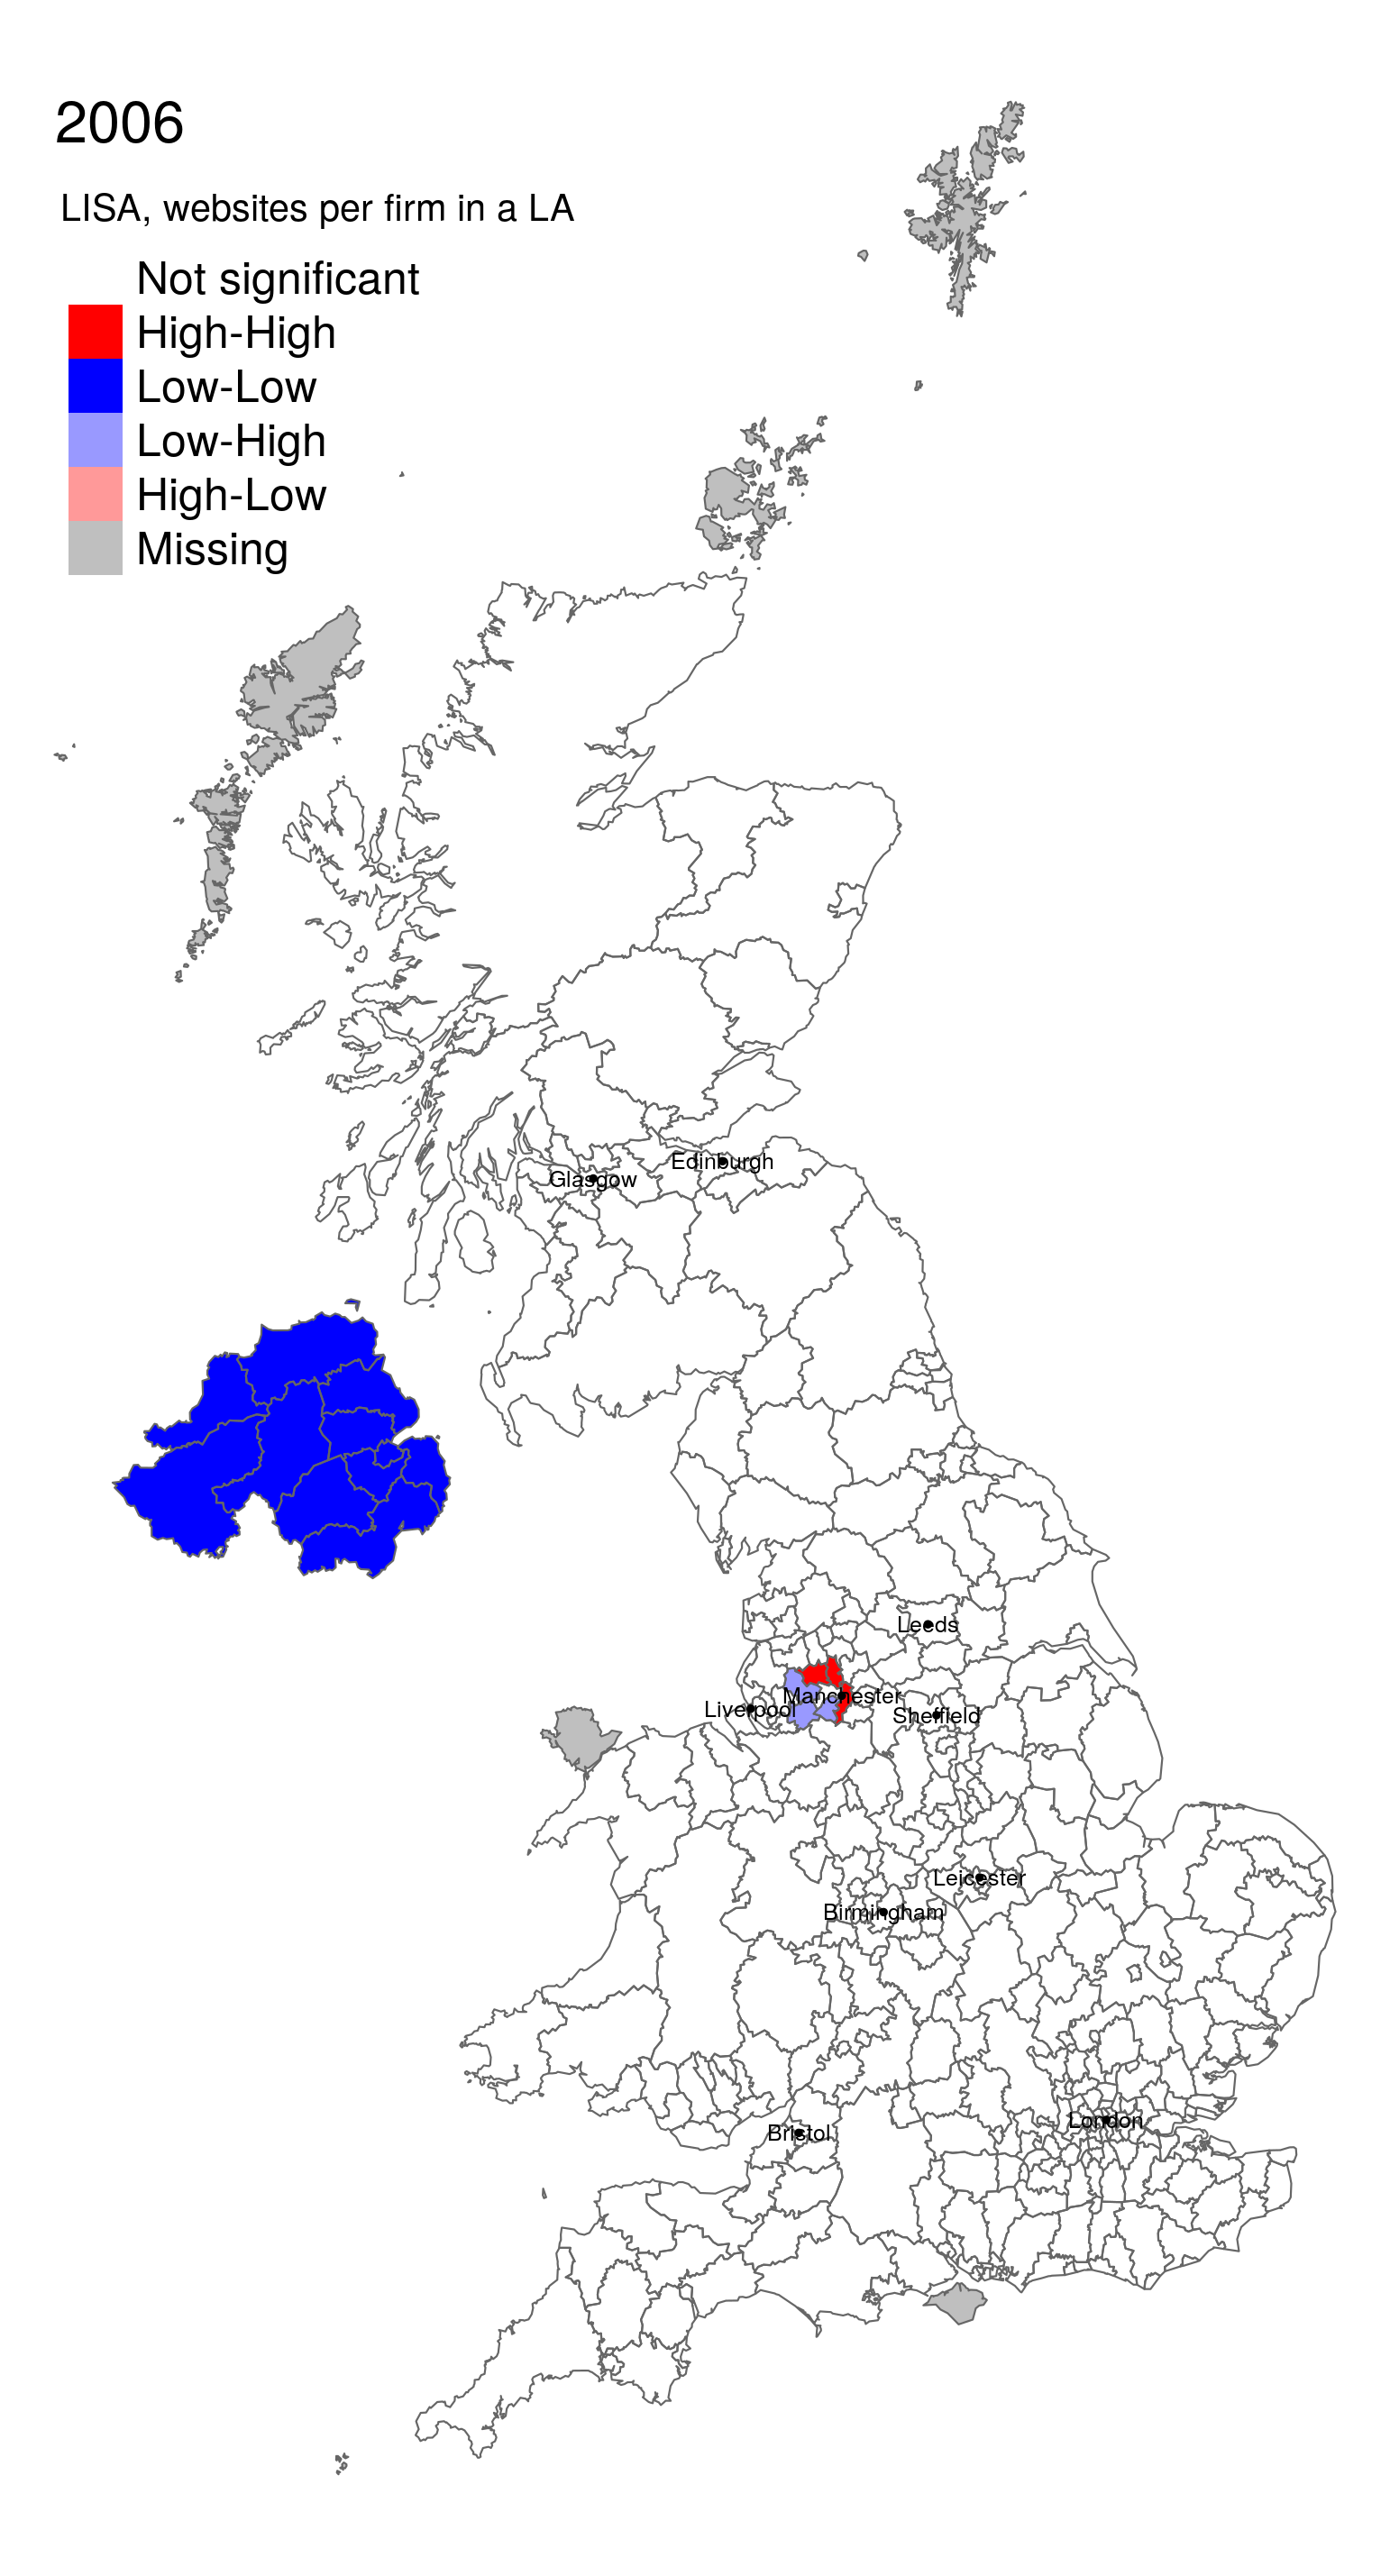 2006
LISA, websites per firm in a LA
Not significant
High-High
Low-Low
Low-High
High-Low
Missing
Edinburgh
Glasgow
Leeds
Manchester
Liverpool
Sheffield
Leicester
Birmingham
London
Bristol